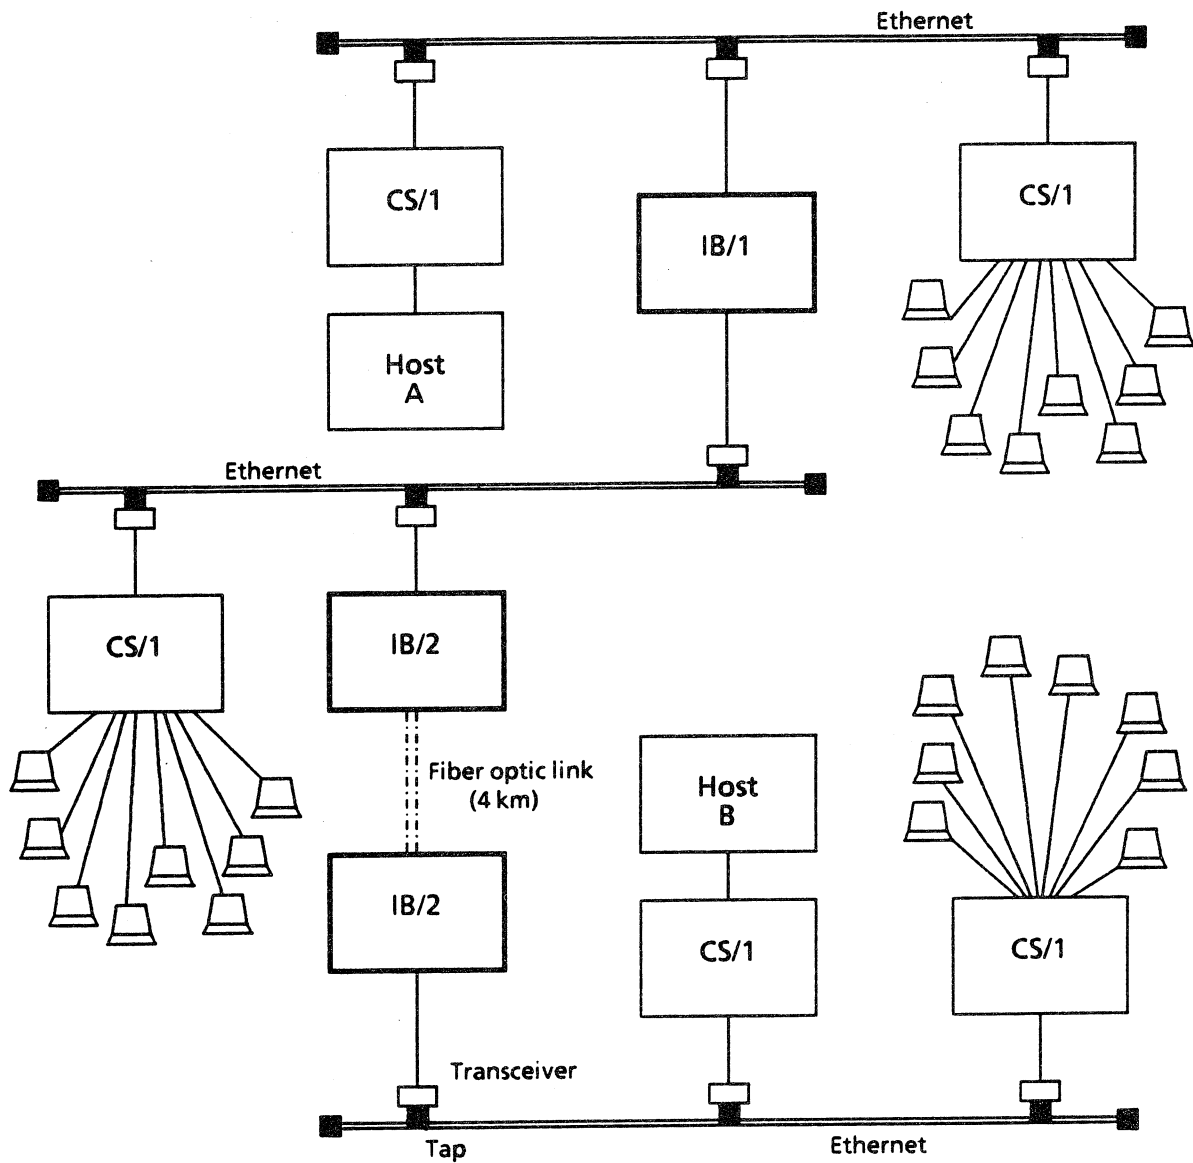 Ethernet
CS/1
IB/1
CS/1
Host
A
Ethernet
CS/1
IB/2
Fiber optic link
(4 km)
Host
B
IB/2
CS/1
CS/1
Transceiver
Tap
Ethernet